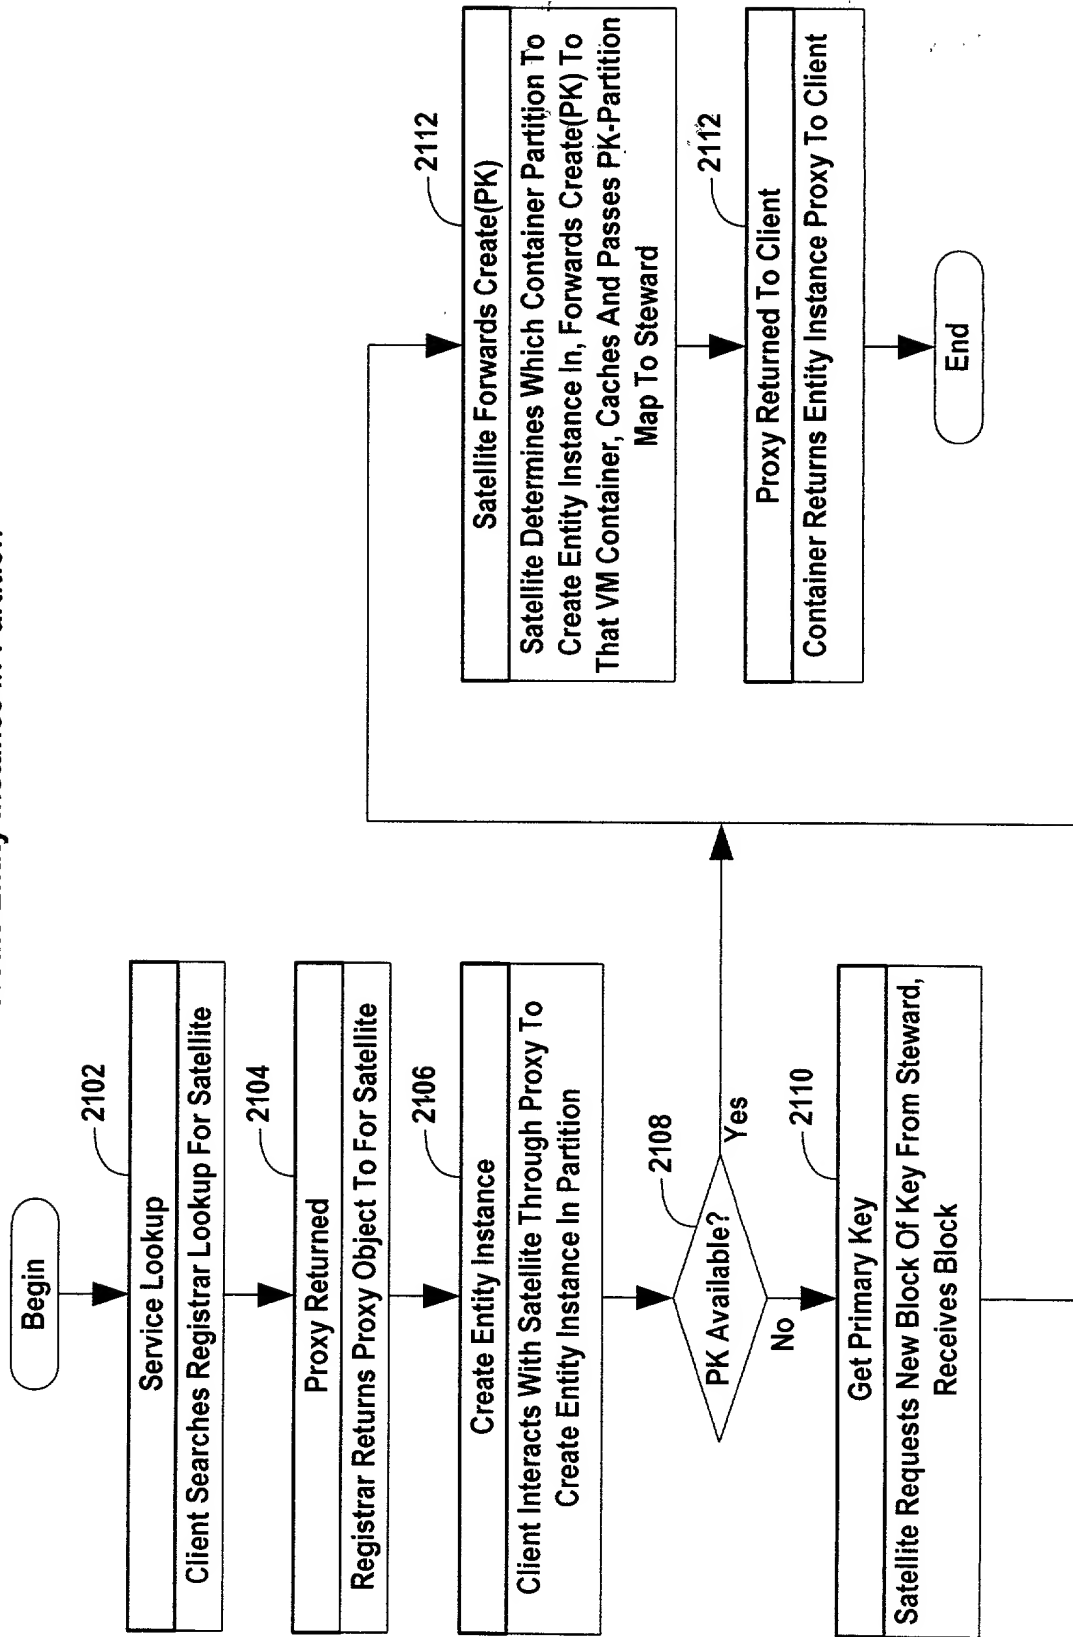 Entity Instance In Partition
Begin
2102
Service Lookup
Client Searches Registrar Lookup For Satellite
2104
Proxy Returned
Registrar Returns Proxy Object To For Satellite
2106
Create Entity Instance
Client Interacts With Satellite Through Proxy To
Create Entity Instance In Partition
2108
PK Available?
Yes
No
2110
Get Primary Key
Satellite Requests New Block Of Key From Steward,
Receives Block
2112
Satellite Forwards Create(PK)
Satellite Determines Which Container Partition To
Create Entity Instance In, Forwards Create(PK) To
That VM Container, Caches And Passes PK-Partition
Map To Steward
2112
Proxy Returned To Client
Container Returns Entity Instance Proxy To Client
End